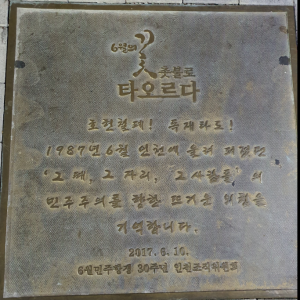 6월의
꽃
촛불로
타오르다
호헌철폐! 독재타도!
1987년 6월 인천에 울려 퍼졌던
'그 때, 그 자리, 그 사람들' 의
민주주의를 향한 뜨거운 외침을
기억합니다.
2017. 6. 10.
6월민주항쟁 30주년 인천조직위원회